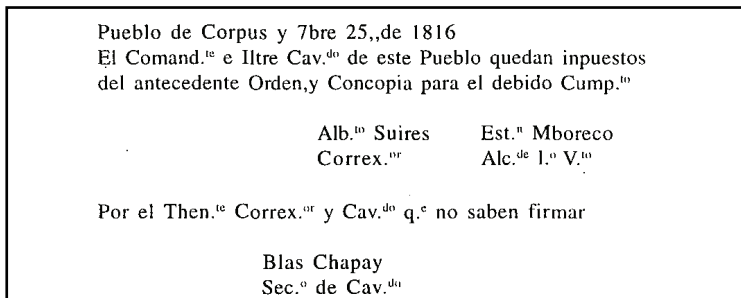 Pueblo de Corpus y 7bre 25,,de 1816
El Comand.te e Iltre Cav.do de este Pueblo quedan inpuestos
del antecedente Orden,y Concopia para el debido Cump.to
Alb.to Suires Est.n Mboreco
Correx.or Alc.de l.o V.to
Por el Then.te Correx.or y Cav.do q.e no saben firmar
Blas Chapay
Sec.o de Cav.do